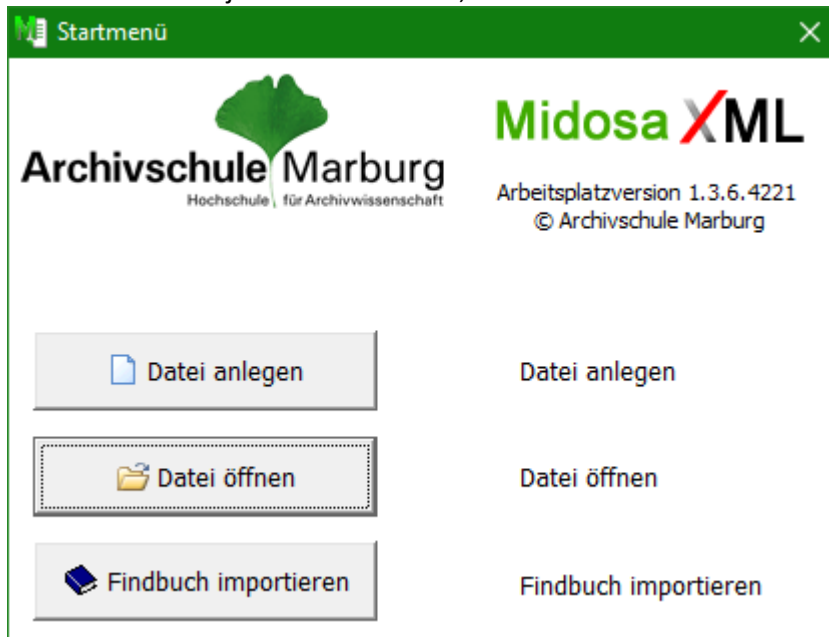 Startmenü
Archivschule Marburg
Hochschule für Archivwissenschaft
Midosa XML
Arbeitsplatzversion 1.3.6.4221
© Archivschule Marburg
Datei anlegen
Datei anlegen
Datei öffnen
Datei öffnen
Findbuch importieren
Findbuch importieren